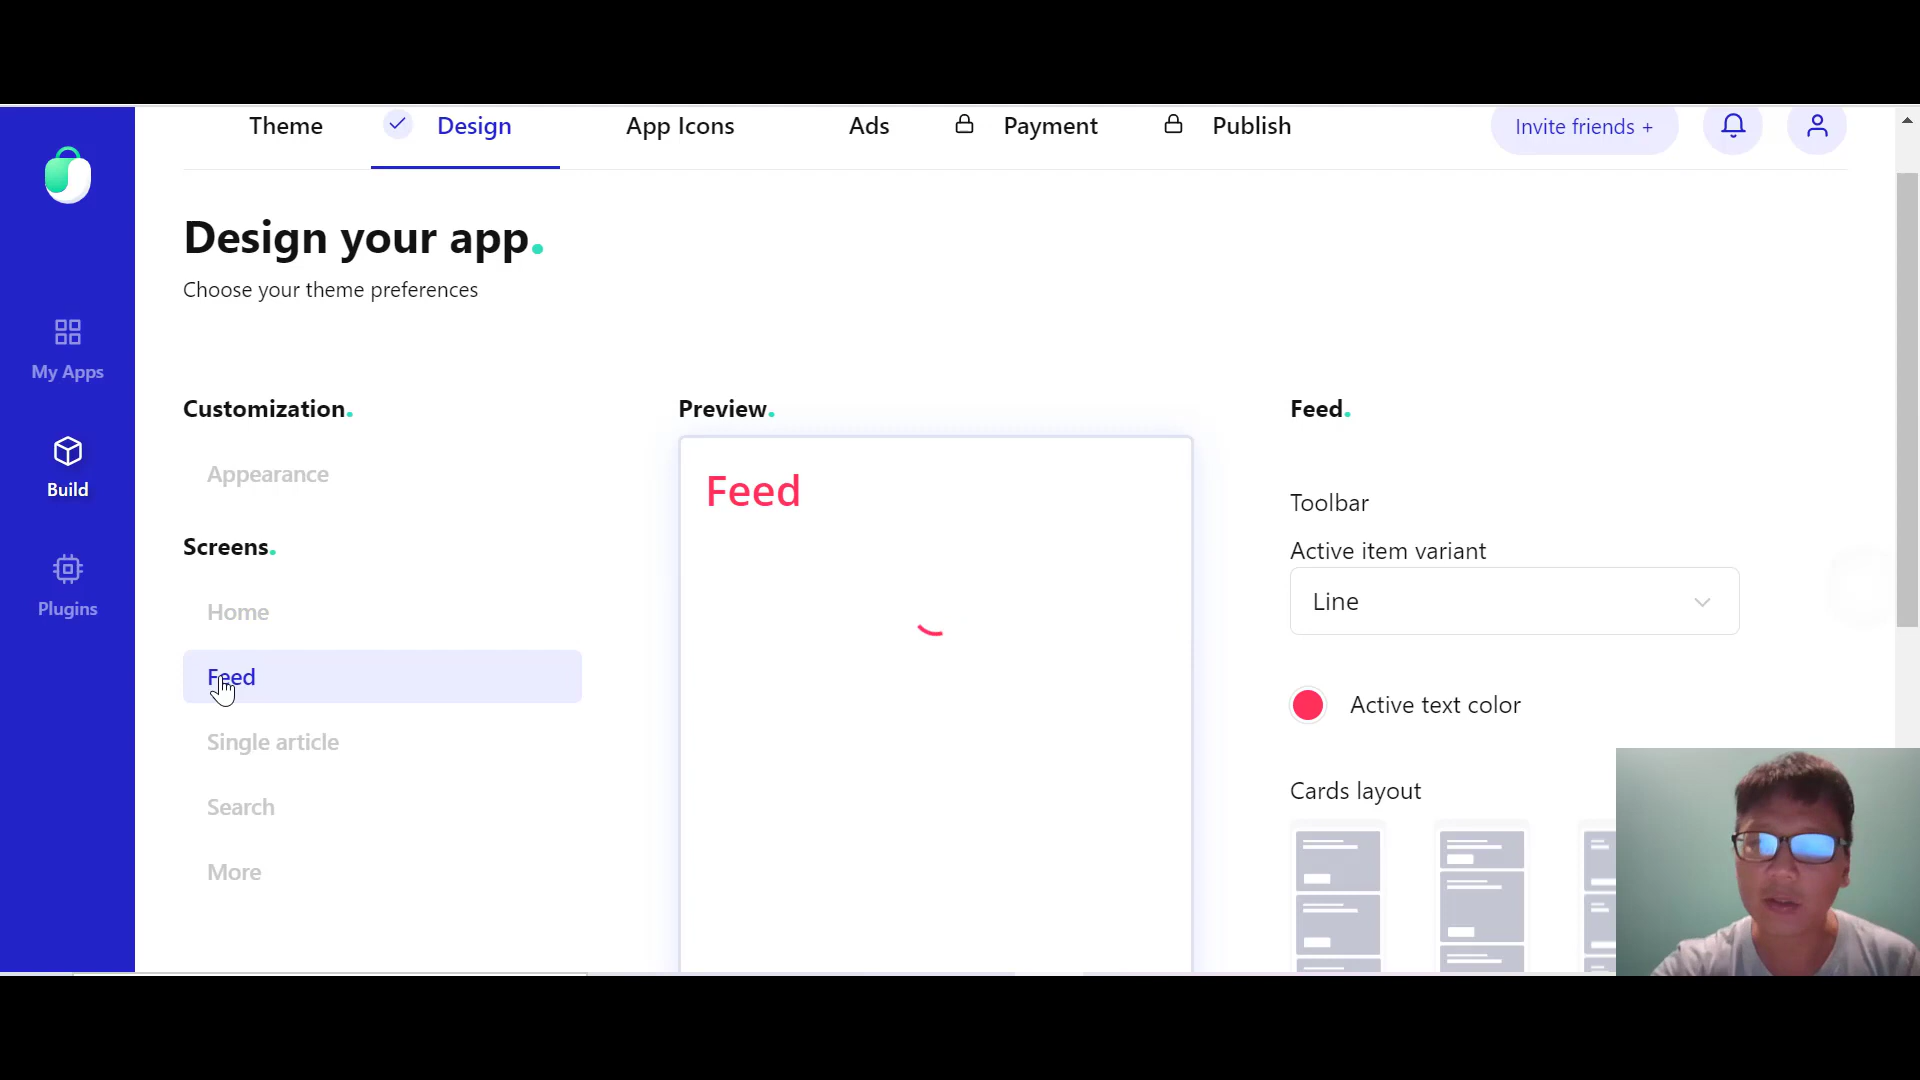 Theme
Design
App Icons
Ads
Payment
Publish
Invite friends +
Design your app.
Choose your theme preferences
My Apps
Build
Plugins
Customization.
Appearance
Screens.
Home
Feed
Single article
Search
More
Preview.
Feed
Feed.
Toolbar
Active item variant
Line
Active text color
Cards layout